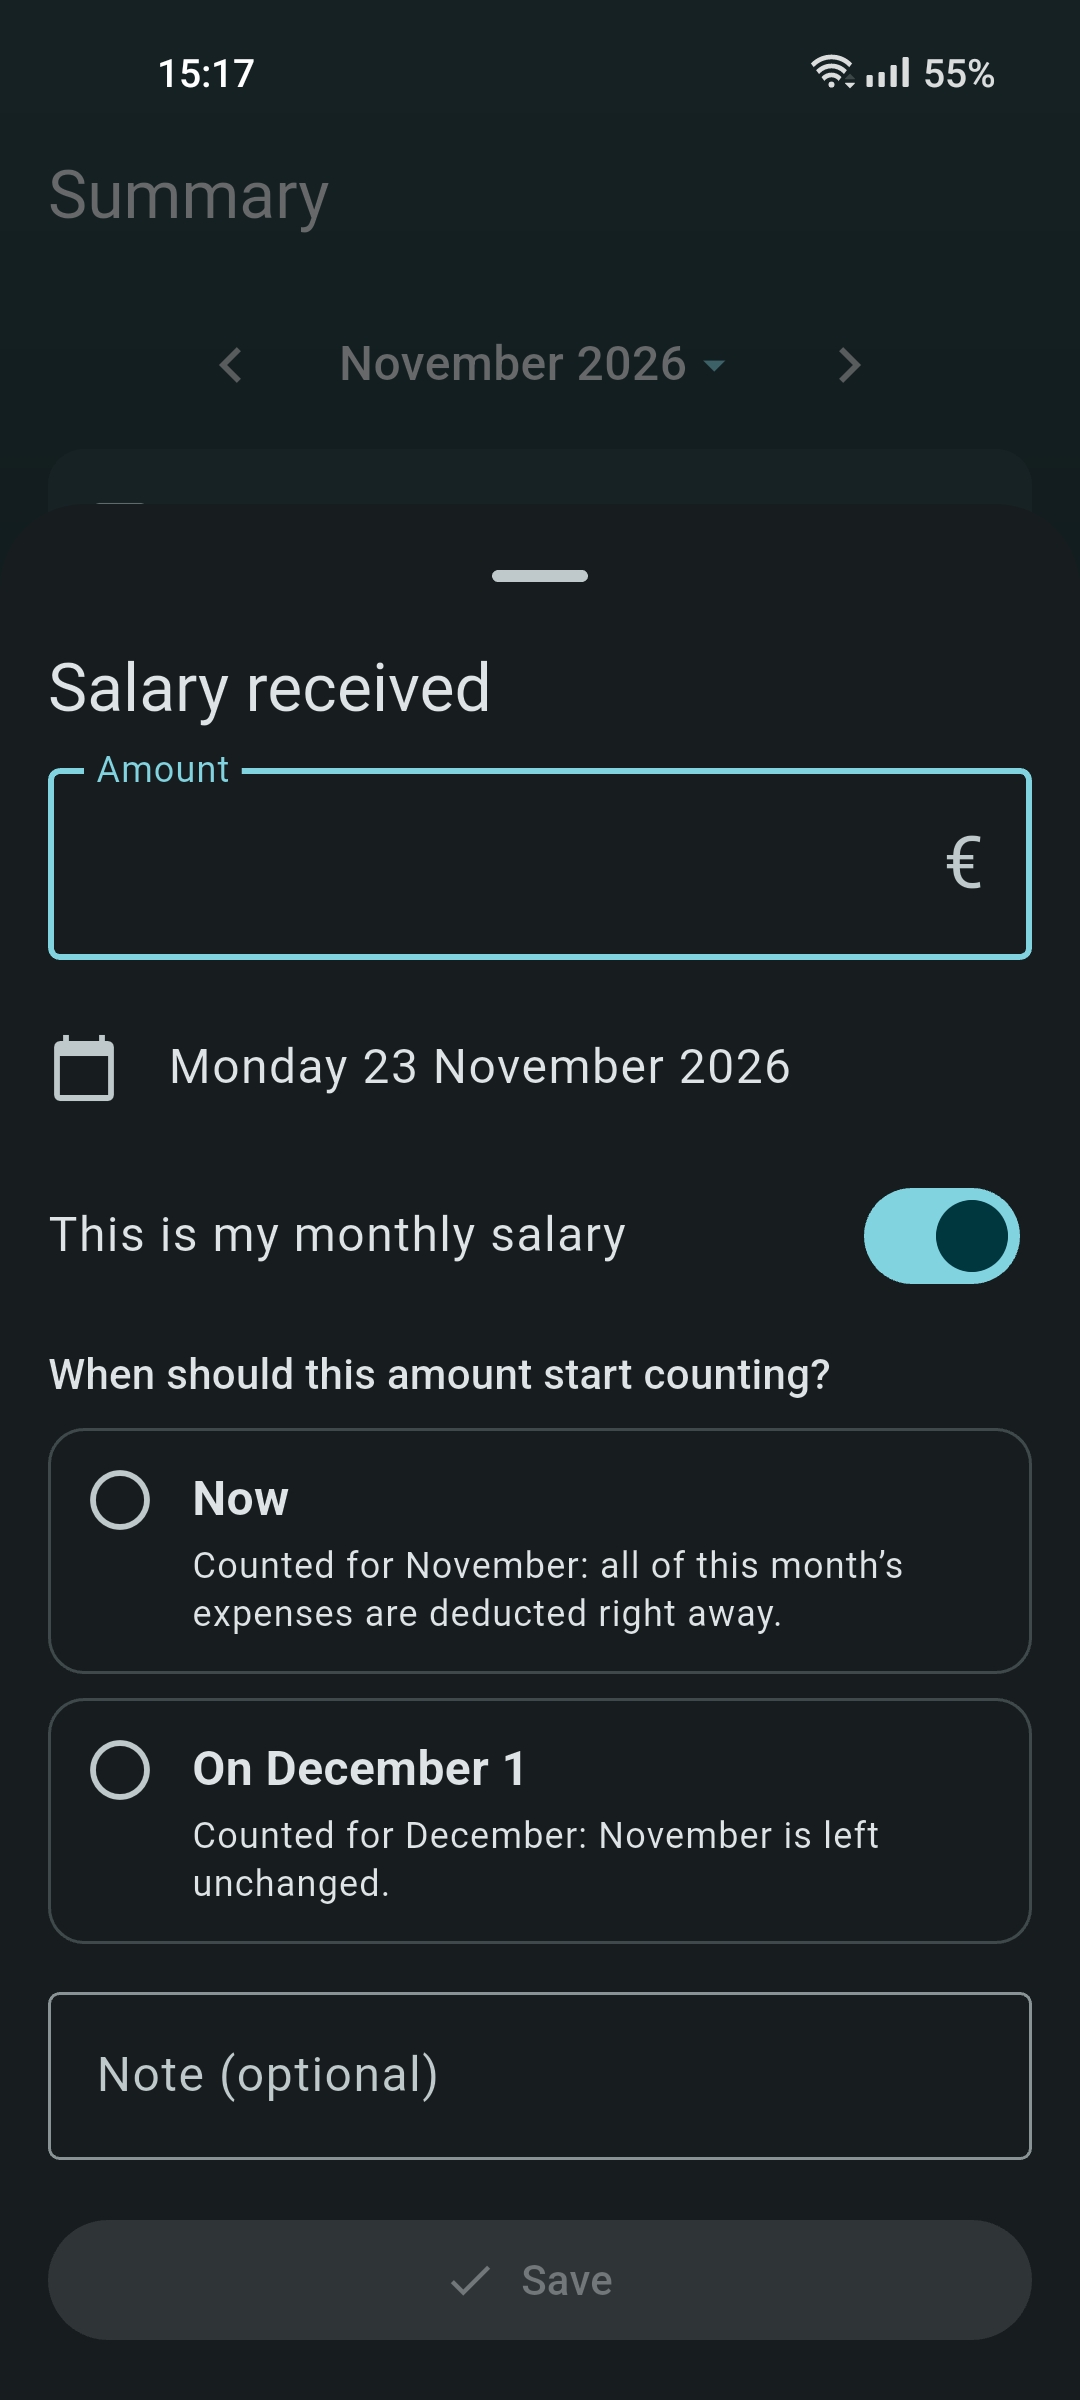 15:17
55%
Summary
November 2026
Salary received
Amount
€
Monday 23 November 2026
This is my monthly salary
When should this amount start counting?
Now
Counted for November: all of this month’s
expenses are deducted right away.
On December 1
Counted for December: November is left
unchanged.
Note (optional)
Save